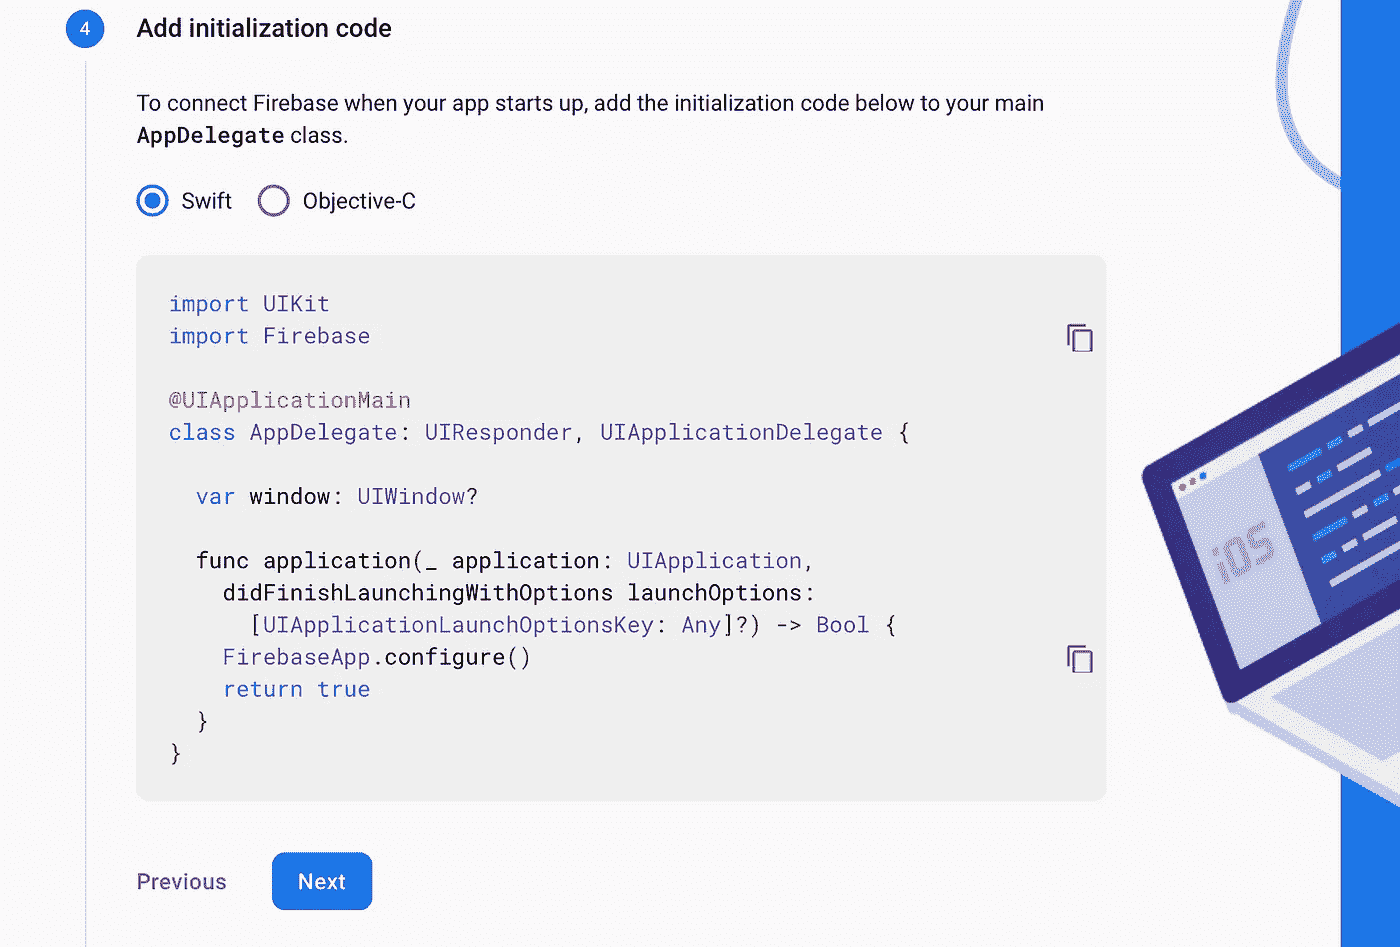 4 Add initialization code
To connect Firebase when your app starts up, add the initialization code below to your main
AppDelegate class.
Swift Objective-C
import UIKit
import Firebase
@UIApplicationMain
class AppDelegate: UIResponder, UIApplicationDelegate {
var window: UIWindow?
func application(_ application: UIApplication,
didFinishLaunchingWithOptions launchOptions:
[UIApplicationLaunchOptionsKey: Any]?) -> Bool {
FirebaseApp.configure()
return true
}
}
iOS
Previous Next